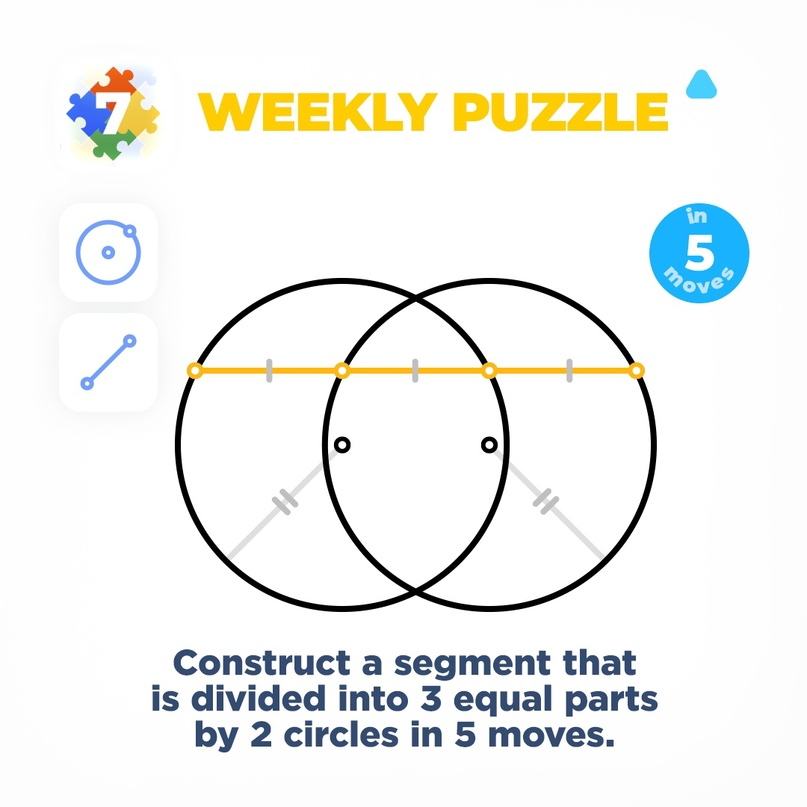 7
WEEKLY PUZZLE
in
5
moves
Construct a segment that
is divided into 3 equal parts
by 2 circles in 5 moves.